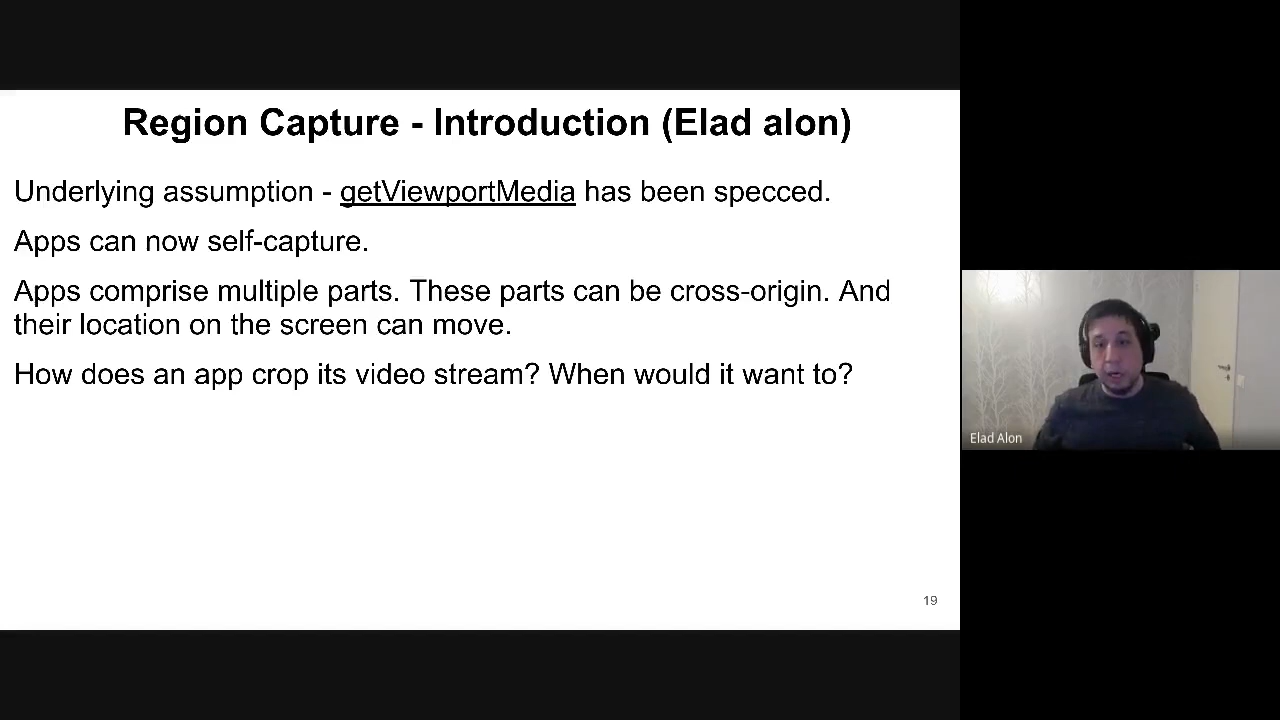 Region Capture - Introduction (Elad alon)
Underlying assumption - getViewportMedia has been specced.
Apps can now self-capture.
Apps comprise multiple parts. These parts can be cross-origin. And
their location on the screen can move.
How does an app crop its video stream? When would it want to?
Elad Alon
19